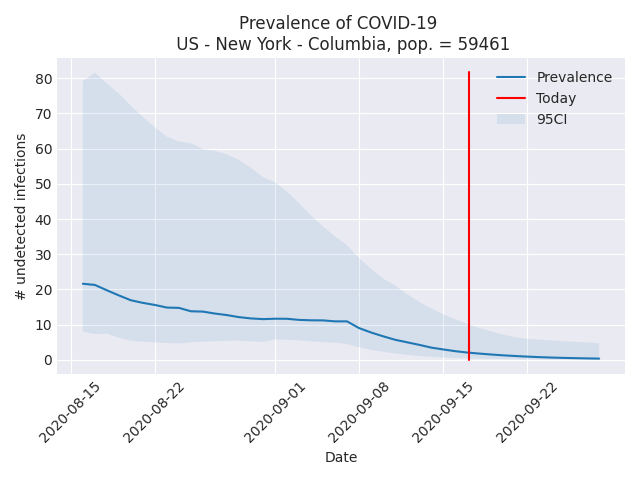 Prevalence of COVID-19
US - New York - Columbia, pop. = 59461
Prevalence
Today
95CI
80
70
60
50
40
30
20
10
0
# undetected infections
2020-08-15
2020-08-22
2020-09-01
2020-09-08
2020-09-15
2020-09-22
Date